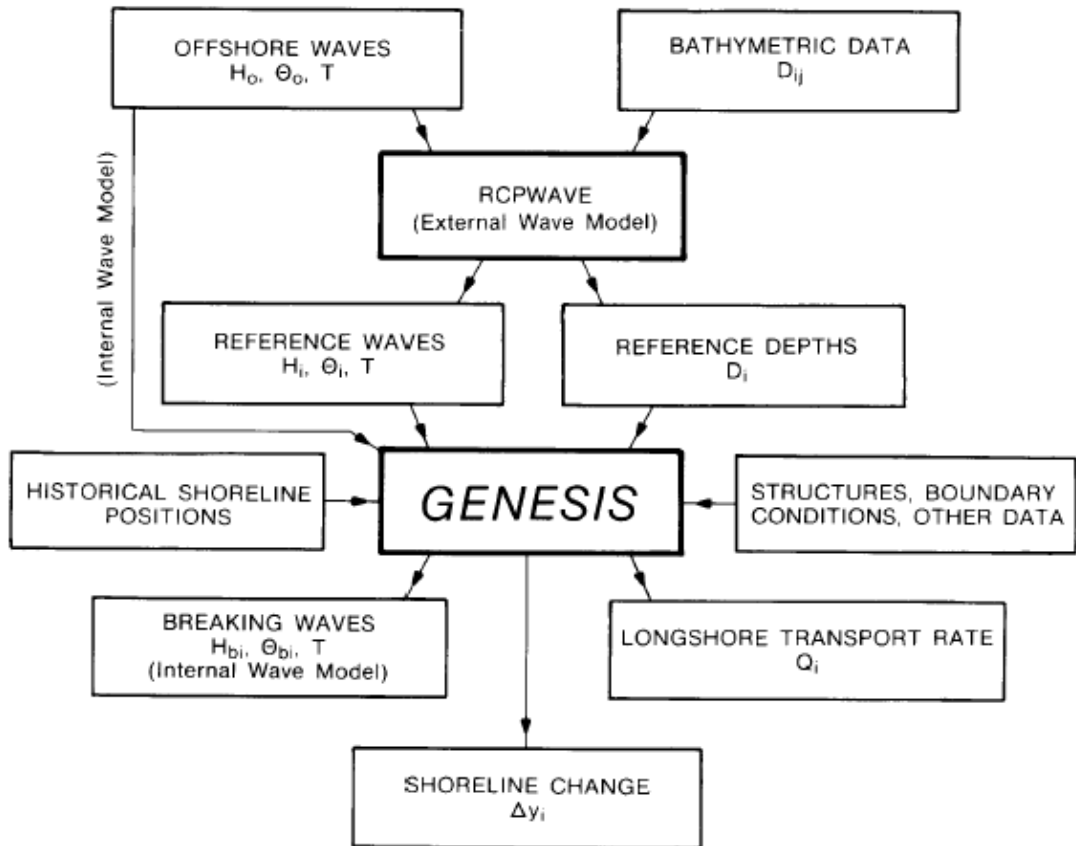 OFFSHORE WAVES
Hₒ, Θₒ, T
BATHYMETRIC DATA
Dᵢⱼ
(Internal Wave Model)
RCPWAVE
(External Wave Model)
REFERENCE WAVES
Hᵢ, Θᵢ, T
REFERENCE DEPTHS
Dᵢ
HISTORICAL SHORELINE
POSITIONS
GENESIS
STRUCTURES, BOUNDARY
CONDITIONS, OTHER DATA
BREAKING WAVES
H_bi, Θ_bi, T
(Internal Wave Model)
LONGSHORE TRANSPORT RATE
Qᵢ
SHORELINE CHANGE
Δyᵢ